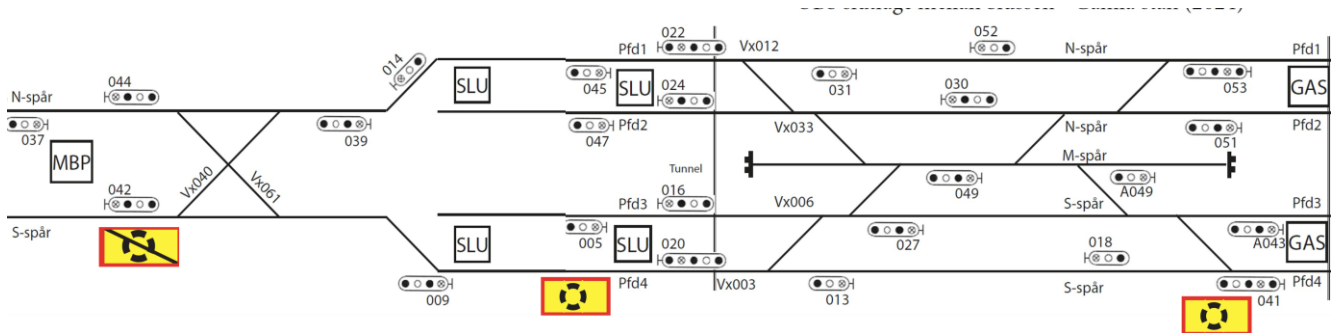 022
Pfd1
Vx012
052
N-spår
Pfd1
014
SLU
045
SLU
024
031
030
053
GAS
044
N-spår
037
039
047
Pfd2
Vx033
N-spår
051
Pfd2
MBP
Vx040
Vx061
Tunnel
M-spår
042
016
049
A049
S-spår
Pfd3
Vx006
S-spår
Pfd3
SLU
005
SLU
020
027
018
A043
GAS
009
Pfd4
Vx003
013
S-spår
041
Pfd4